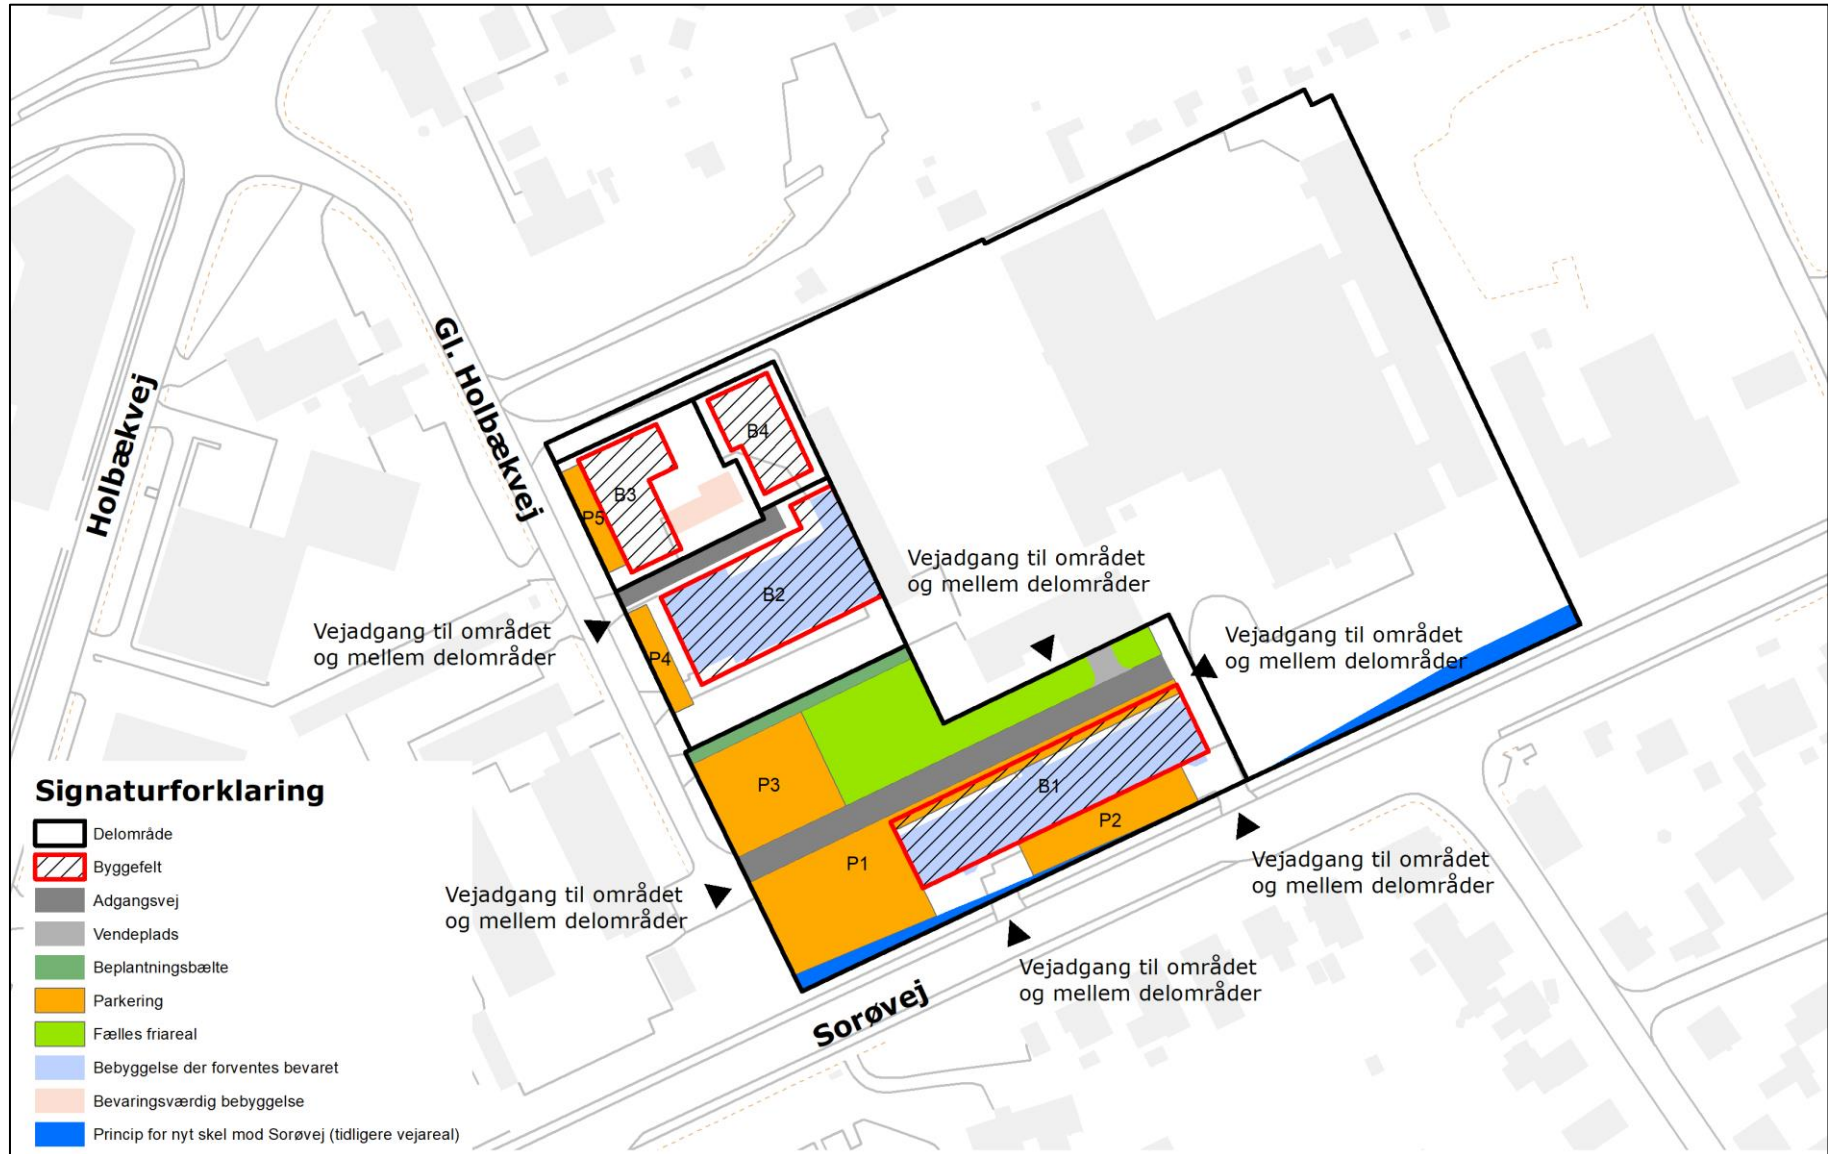 Holbækvej
Gl. Holbækvej
B4
B3
P5
B2
P4
Vejadgang til området
og mellem delområder
Vejadgang til området
og mellem delområder
Vejadgang til området
og mellem delområder
P3
B1
P2
P1
Vejadgang til området
og mellem delområder
Vejadgang til området
og mellem delområder
Vejadgang til området
og mellem delområder
Sorøvej
Signaturforklaring
Delområde
Byggefelt
Adgangsvej
Vendeplads
Beplantningsbælte
Parkering
Fælles friareal
Bebyggelse der forventes bevaret
Bevaringsværdig bebyggelse
Princip for nyt skel mod Sorøvej (tidligere vejareal)